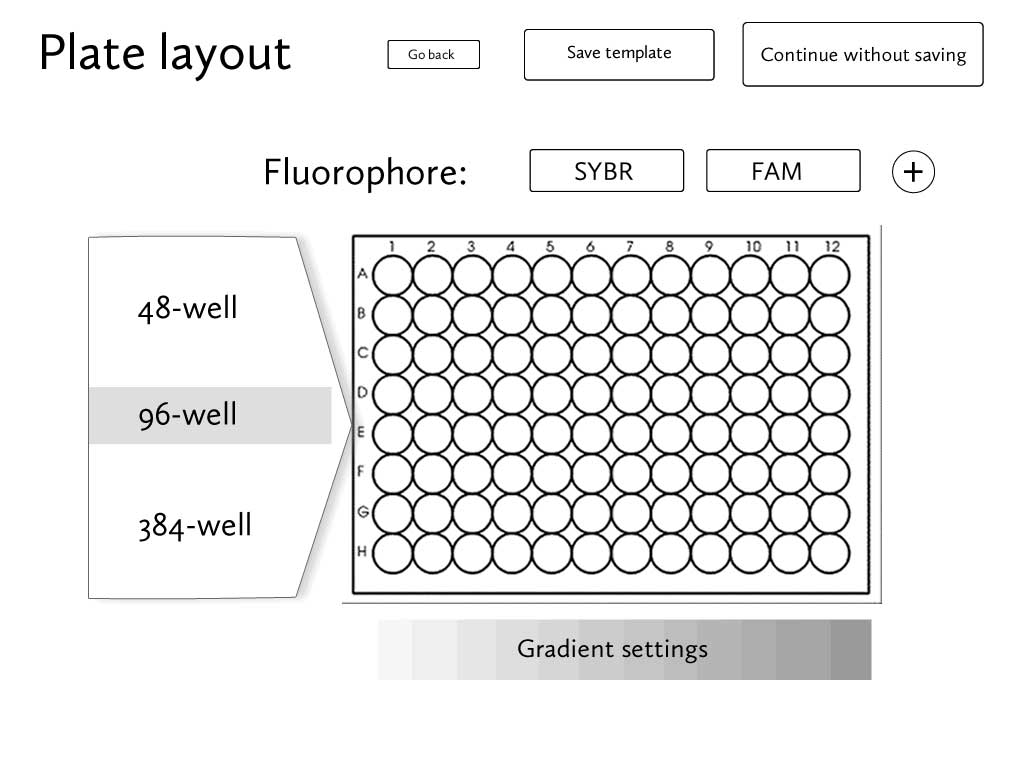 Plate layout
Go back
Save template
Continue without saving
Fluorophore:
SYBR
FAM
+
48-well
96-well
384-well
1 2 3 4 5 6 7 8 9 10 11 12
A
B
C
D
E
F
G
H
Gradient settings